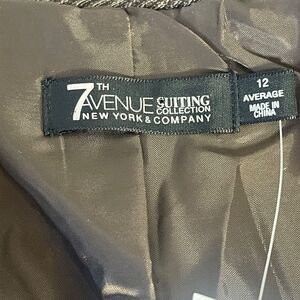 7TH
AVENUE SUITING
COLLECTION
NEW YORK & COMPANY
12
AVERAGE
MADE IN
CHINA